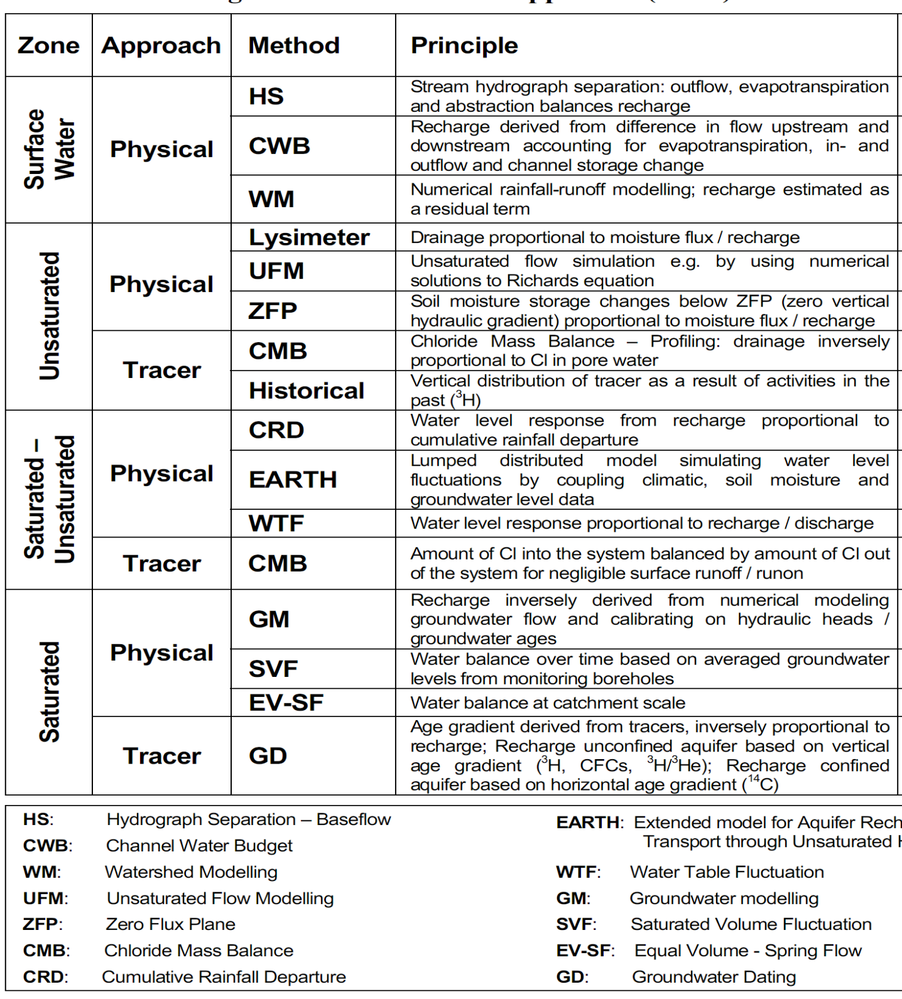 Zone Approach Method Principle
Surface Water
Physical
HS
Stream hydrograph separation: outflow, evapotranspiration
and abstraction balances recharge
CWB
Recharge derived from difference in flow upstream and
downstream accounting for evapotranspiration, in- and
outflow and channel storage change
WM
Numerical rainfall-runoff modelling; recharge estimated as
a residual term
Unsaturated
Physical
Lysimeter
Drainage proportional to moisture flux / recharge
UFM
Unsaturated flow simulation e.g. by using numerical
solutions to Richards equation
ZFP
Soil moisture storage changes below ZFP (zero vertical
hydraulic gradient) proportional to moisture flux / recharge
Tracer
CMB
Chloride Mass Balance – Profiling: drainage inversely
proportional to Cl in pore water
Historical
Vertical distribution of tracer as a result of activities in the
past (³H)
Saturated –
Unsaturated
Physical
CRD
Water level response from recharge proportional to
cumulative rainfall departure
EARTH
Lumped distributed model simulating water level
fluctuations by coupling climatic, soil moisture and
groundwater level data
WTF
Water level response proportional to recharge / discharge
Tracer
CMB
Amount of Cl into the system balanced by amount of Cl out
of the system for negligible surface runoff / runon
Saturated
Physical
GM
Recharge inversely derived from numerical modeling
groundwater flow and calibrating on hydraulic heads /
groundwater ages
SVF
Water balance over time based on averaged groundwater
levels from monitoring boreholes
EV-SF
Water balance at catchment scale
Tracer
GD
Age gradient derived from tracers, inversely proportional to
recharge; Recharge unconfined aquifer based on vertical
age gradient (³H, CFCs, ³H/³He); Recharge confined
aquifer based on horizontal age gradient (¹⁴C)
HS: Hydrograph Separation – Baseflow
CWB: Channel Water Budget
WM: Watershed Modelling
UFM: Unsaturated Flow Modelling
ZFP: Zero Flux Plane
CMB: Chloride Mass Balance
CRD: Cumulative Rainfall Departure
EARTH: Extended model for Aquifer Rech
Transport through Unsaturated H
WTF: Water Table Fluctuation
GM: Groundwater modelling
SVF: Saturated Volume Fluctuation
EV-SF: Equal Volume - Spring Flow
GD: Groundwater Dating